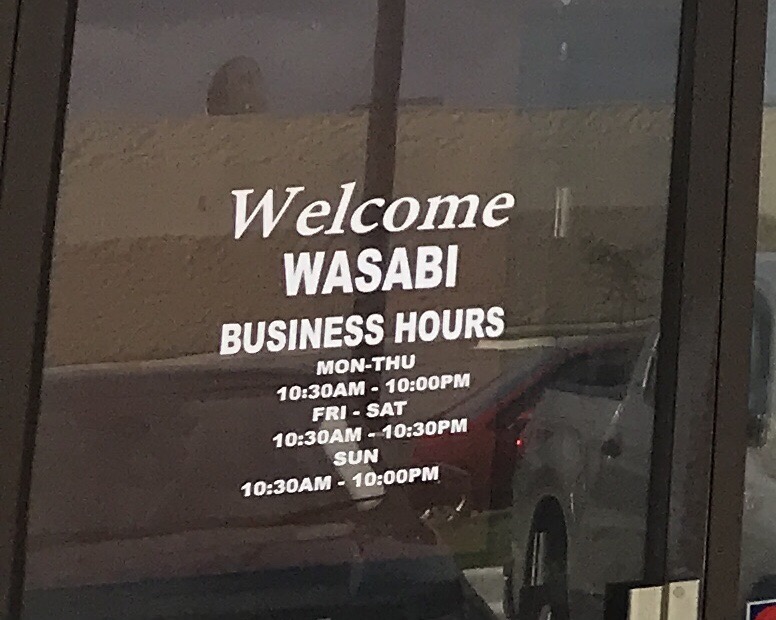 Welcome
WASABI
BUSINESS HOURS
MON-THU
10:30AM - 10:00PM
FRI - SAT
10:30AM - 10:30PM
SUN
10:30AM - 10:00PM